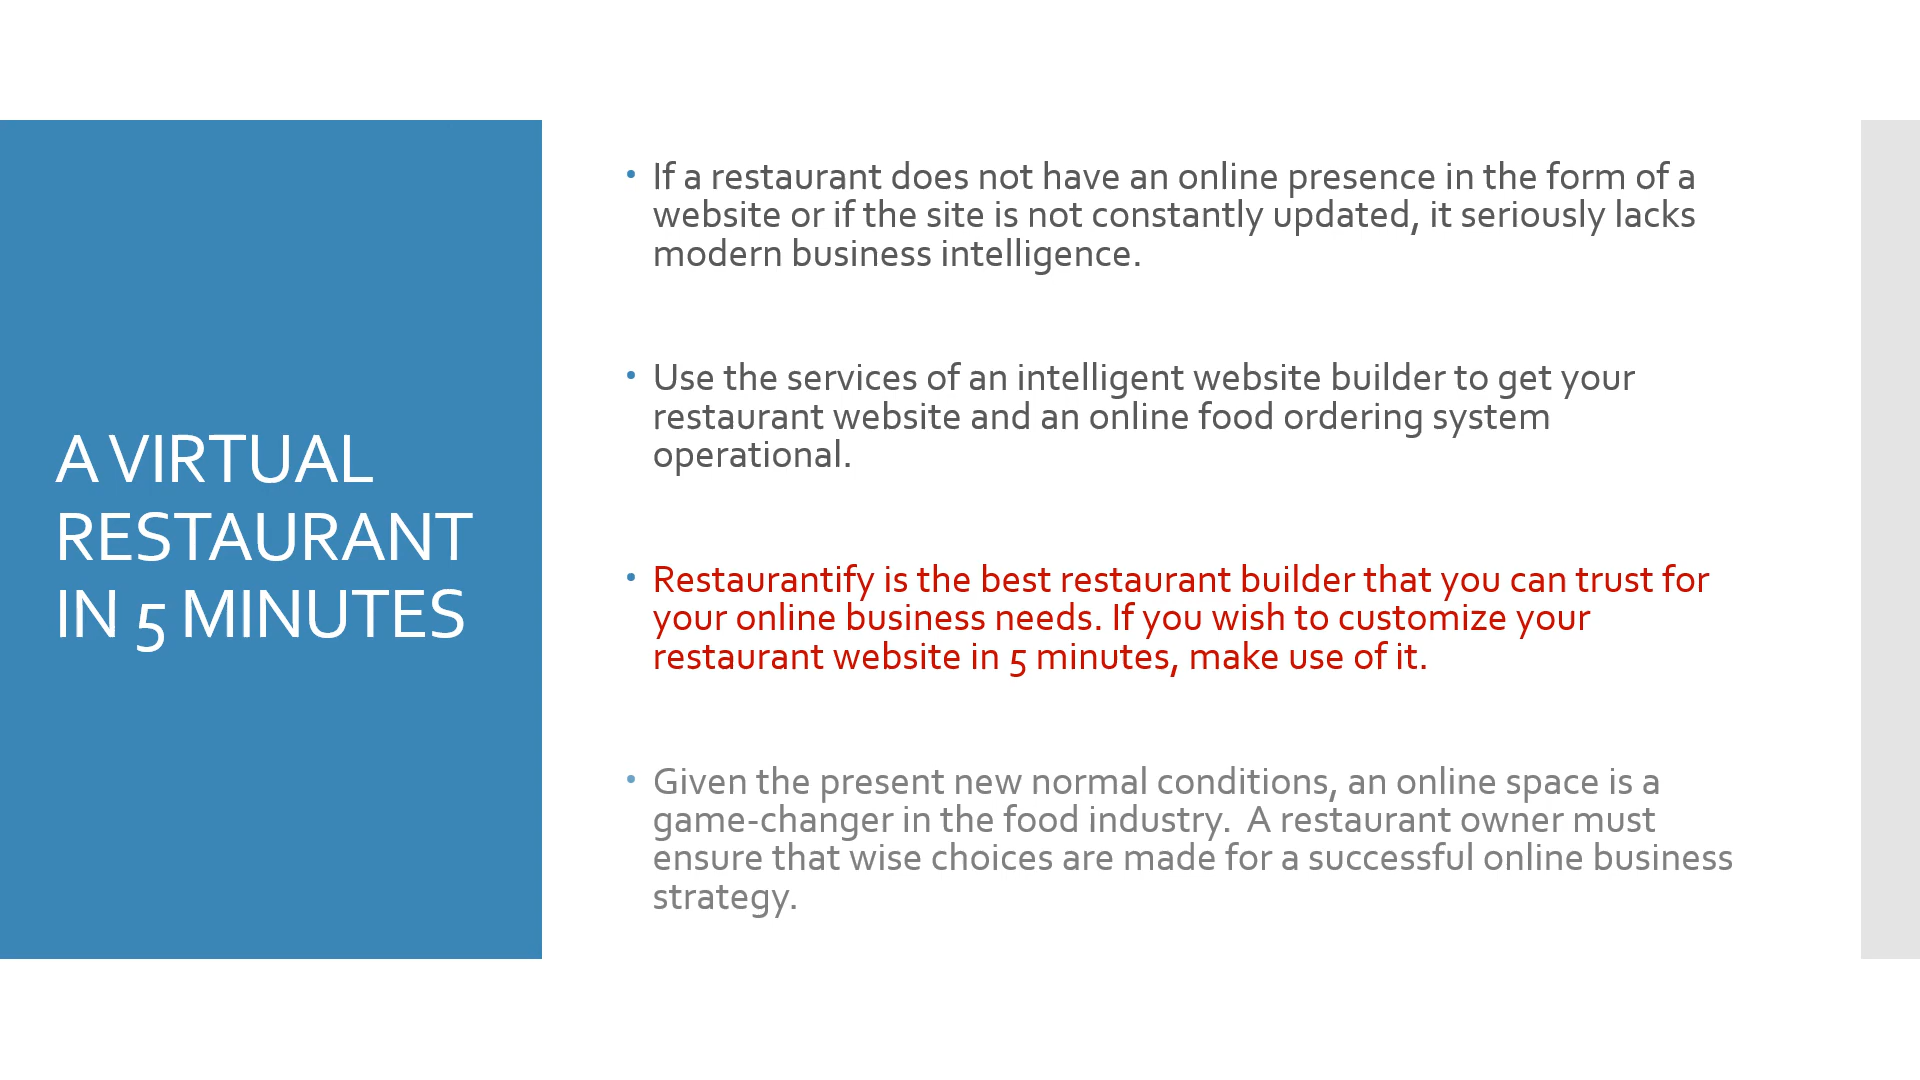 A VIRTUAL
RESTAURANT
IN 5 MINUTES
• If a restaurant does not have an online presence in the form of a
website or if the site is not constantly updated, it seriously lacks
modern business intelligence.
• Use the services of an intelligent website builder to get your
restaurant website and an online food ordering system
operational.
• Restaurantify is the best restaurant builder that you can trust for
your online business needs. If you wish to customize your
restaurant website in 5 minutes, make use of it.
• Given the present new normal conditions, an online space is a
game-changer in the food industry.  A restaurant owner must
ensure that wise choices are made for a successful online business
strategy.